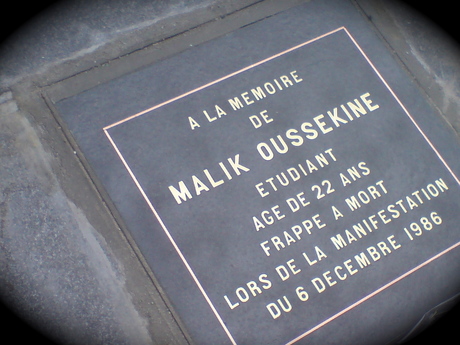 A LA MEMOIRE
DE
MALIK OUSSEKINE
ETUDIANT
AGE DE 22 ANS
FRAPPE A MORT
LORS DE LA MANIFESTATION
DU 6 DECEMBRE 1986